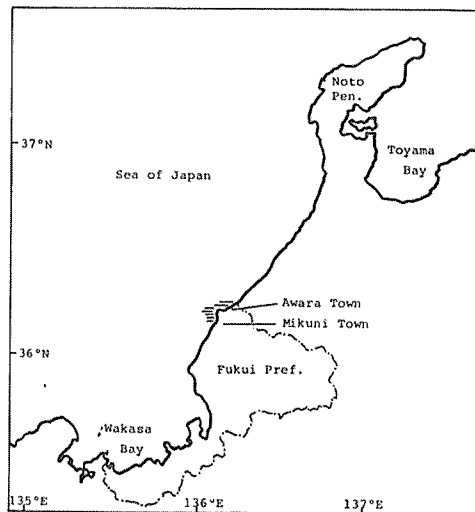 Noto
Pen.
37°N
Toyama
Bay
Sea of Japan
Awara Town
Mikuni Town
36°N
Fukui Pref.
Wakasa
Bay
135°E
136°E
137°E